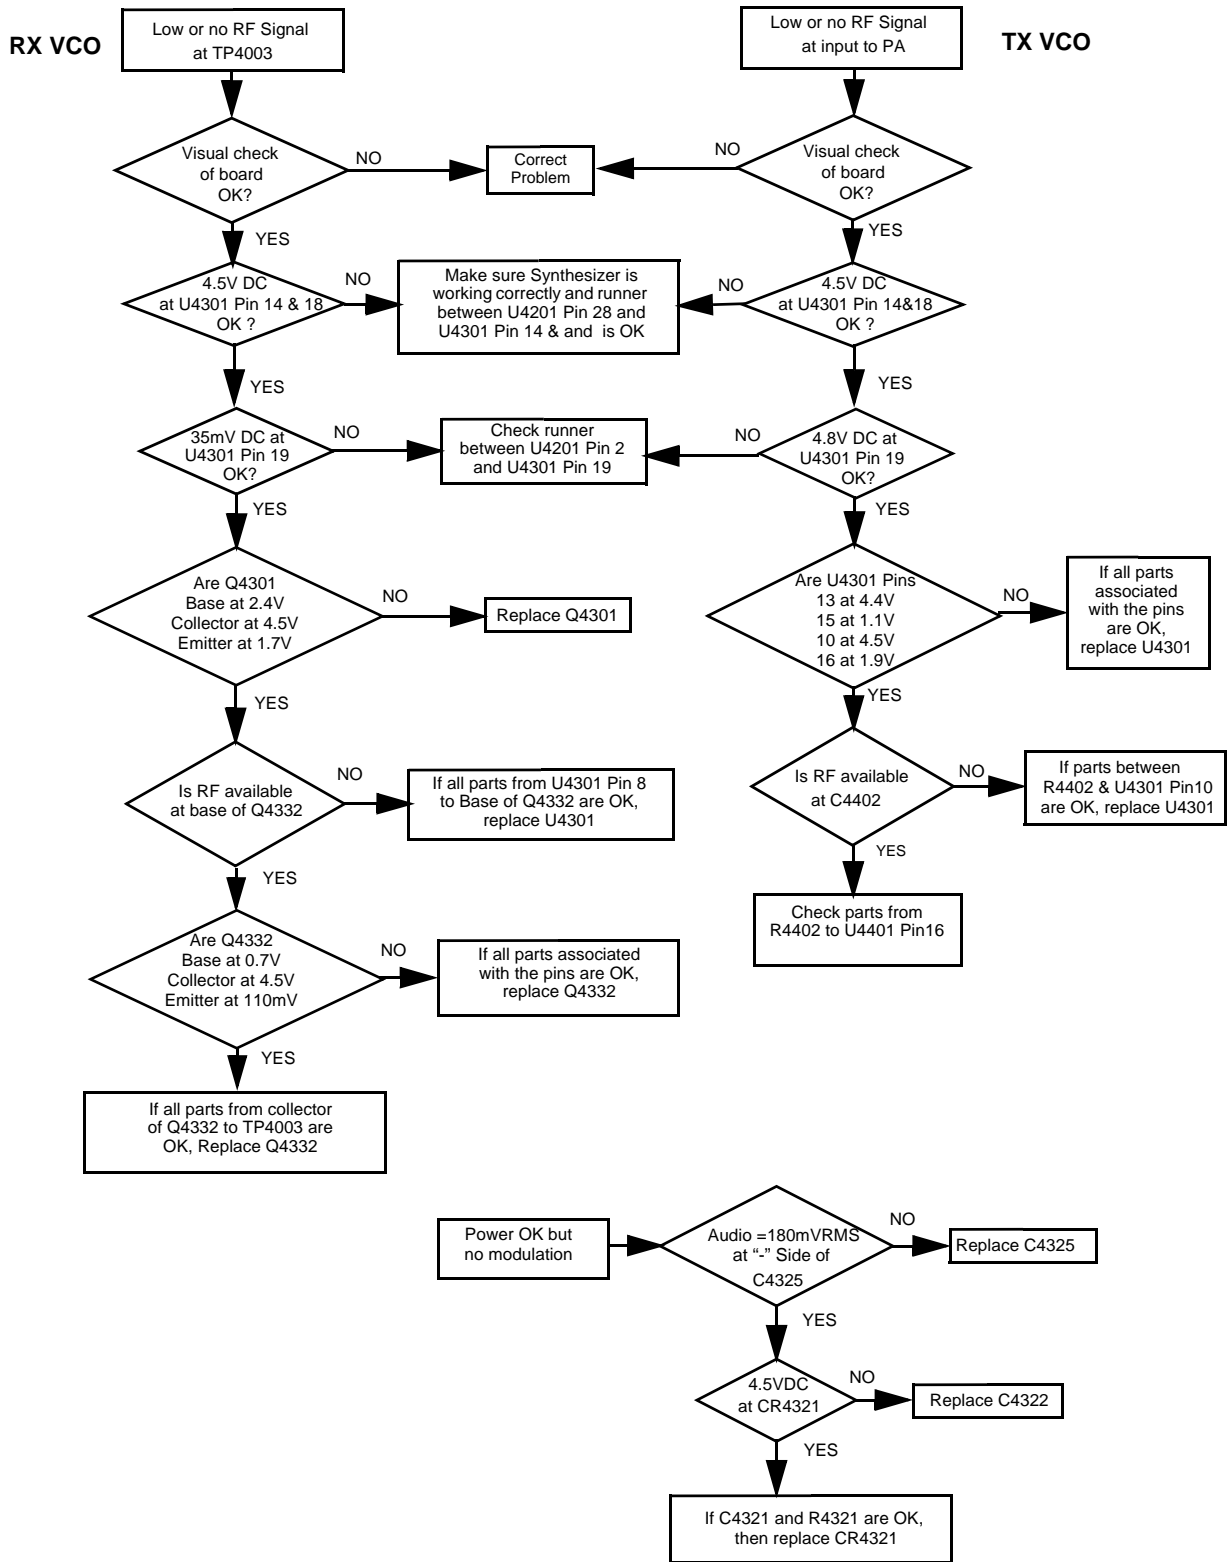 RX VCO
Low or no RF Signal
at TP4003
Visual check
of board
OK?
NO
Correct
Problem
YES
4.5V DC
at U4301 Pin 14 & 18
OK ?
NO
Make sure Synthesizer is
working correctly and runner
between U4201 Pin 28 and
U4301 Pin 14 & and  is OK
YES
35mV DC at
U4301 Pin 19
OK?
NO
Check runner
between U4201 Pin 2
and U4301 Pin 19
YES
Are Q4301
Base at 2.4V
Collector at 4.5V
Emitter at 1.7V
NO
Replace Q4301
YES
Is RF available
at base of Q4332
NO
If all parts from U4301 Pin 8
to Base of Q4332 are OK,
replace U4301
YES
Are Q4332
Base at 0.7V
Collector at 4.5V
Emitter at 110mV
NO
If all parts associated
with the pins are OK,
replace Q4332
YES
If all parts from collector
of Q4332 to TP4003 are
OK, Replace Q4332
TX VCO
Low or no RF Signal
at input to PA
NO
Visual check
of board
OK?
YES
NO
4.5V DC
at U4301 Pin 14&18
OK ?
YES
NO
4.8V DC at
U4301 Pin 19
OK?
YES
Are U4301 Pins
13 at 4.4V
15 at 1.1V
10 at 4.5V
16 at 1.9V
NO
If all parts
associated
with the pins
are OK,
replace U4301
YES
Is RF available
at C4402
NO
If parts between
R4402 & U4301 Pin10
are OK, replace U4301
YES
Check parts from
R4402 to U4401 Pin16
Power OK but
no modulation
Audio =180mVRMS
at “-” Side of
C4325
NO
Replace C4325
YES
4.5VDC
at CR4321
NO
Replace C4322
YES
If C4321 and R4321 are OK,
then replace CR4321